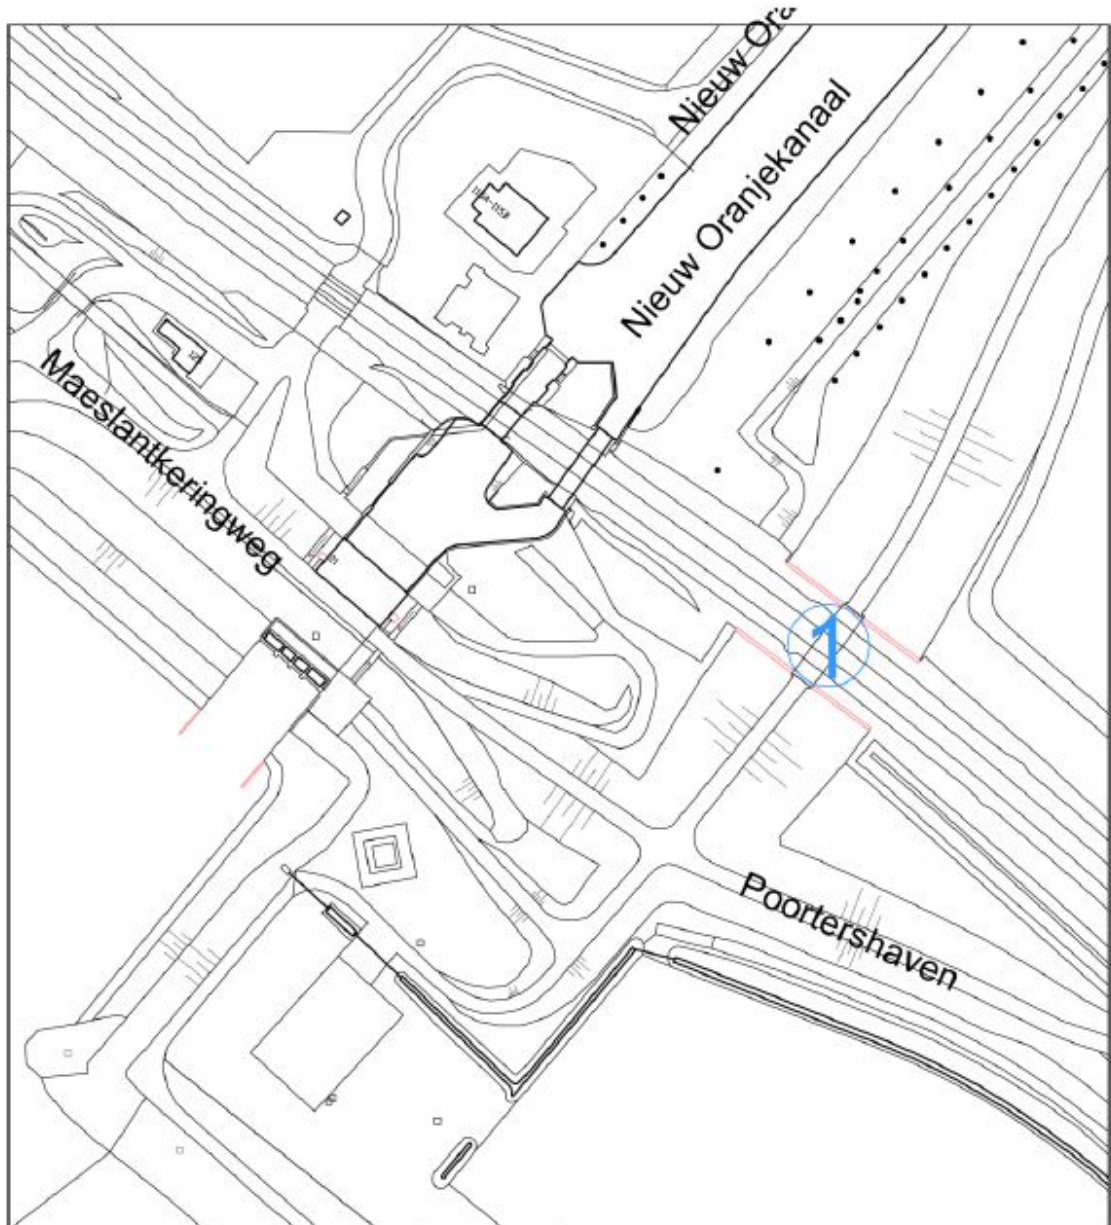 Nieuw Ora
Nieuw Oranjekanaal
Maeslantkeringweg
1
Poortershaven